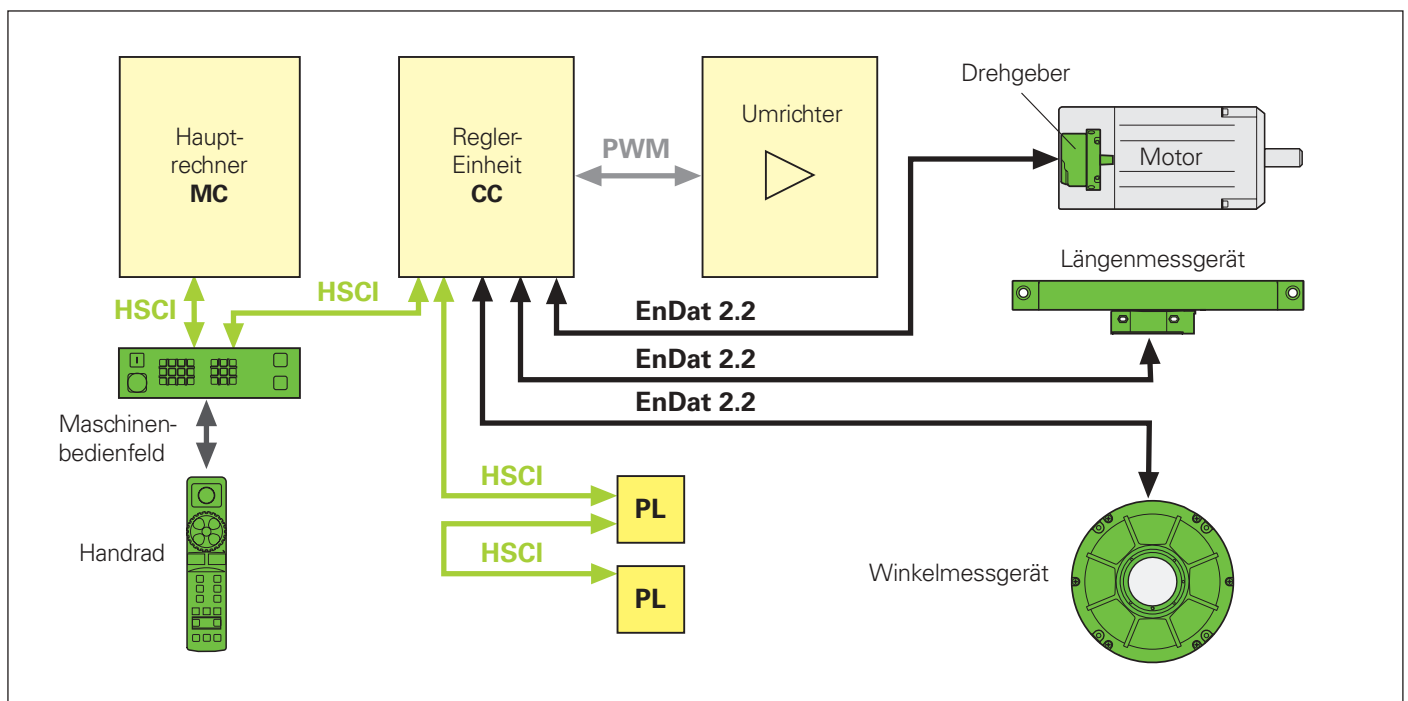 Haupt-
rechner
MC
Regler-
Einheit
CC
PWM
Umrichter
Drehgeber
Motor
Längenmessgerät
HSCI
HSCI
EnDat 2.2
EnDat 2.2
EnDat 2.2
Maschinen-
bedienfeld
Handrad
HSCI
PL
HSCI
PL
Winkelmessgerät